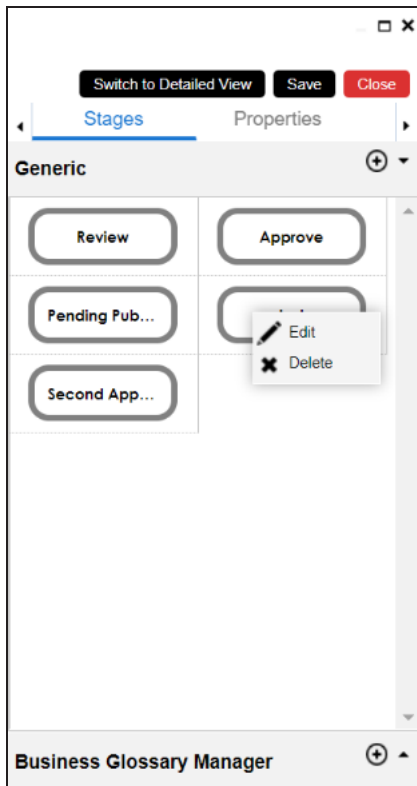 Switch to Detailed View Save Close
Stages Properties
Generic
Review Approve
Pending Pub...
Edit
Delete
Second App...
Business Glossary Manager